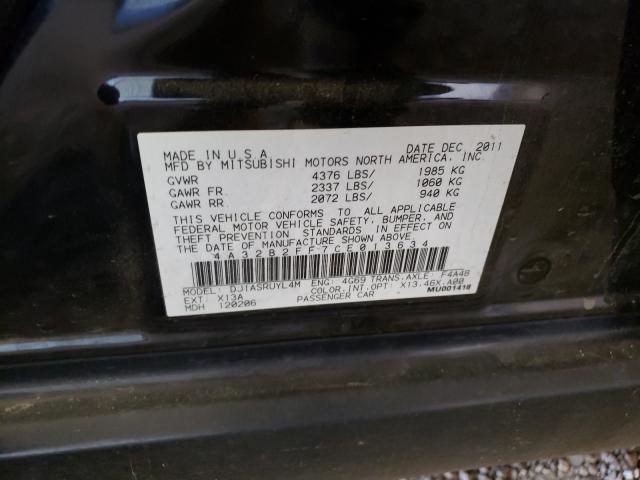 MADE IN U.S.A DATE DEC, 2011
MFD BY MITSUBISHI MOTORS NORTH AMERICA, INC.
GVWR 4376 LBS/ 1985 KG
GAWR FR. 2337 LBS/ 1060 KG
GAWR RR. 2072 LBS/ 940 KG
THIS VEHICLE CONFORMS TO ALL APPLICABLE
FEDERAL MOTOR VEHICLE SAFETY, BUMPER, AND
THEFT PREVENTION STANDARDS IN EFFECT ON
THE DATE OF MANUFACTURE SHOWN ABOVE.
4A32B2FF7CE013634
MODEL: DJIASRUYL4M ENG: 4G69 TRANS,AXLE F4A4B
EXT: X13A COLOR,INT,OPT: X13,46X,A08
MDH 120206 PASSENGER CAR MU001418